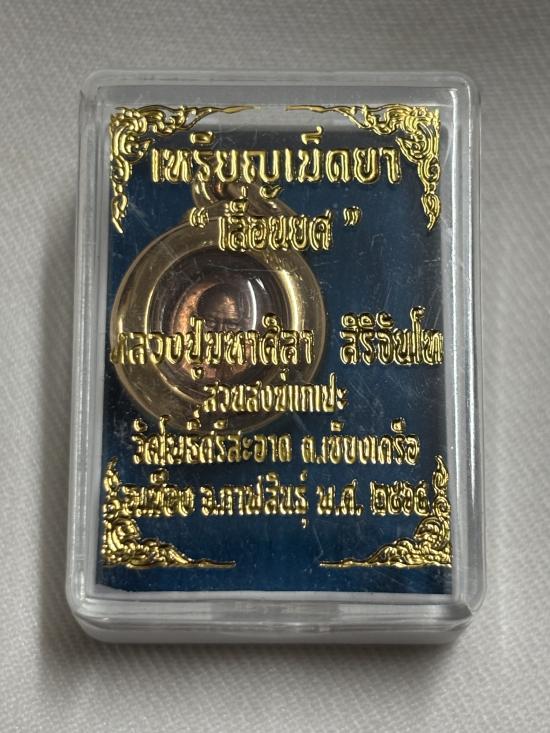 เหรียญเม็ดยา
“ เลื่อนยศ ”
หลวงปู่มหาศิลา สิริจันโท
สวนสงฆ์แกเปะ
วัดโพธิ์ศรีสะอาด ต.เชียงเครือ
อ.เมือง จ.กาฬสินธุ์ พ.ศ. ๒๕๖๔